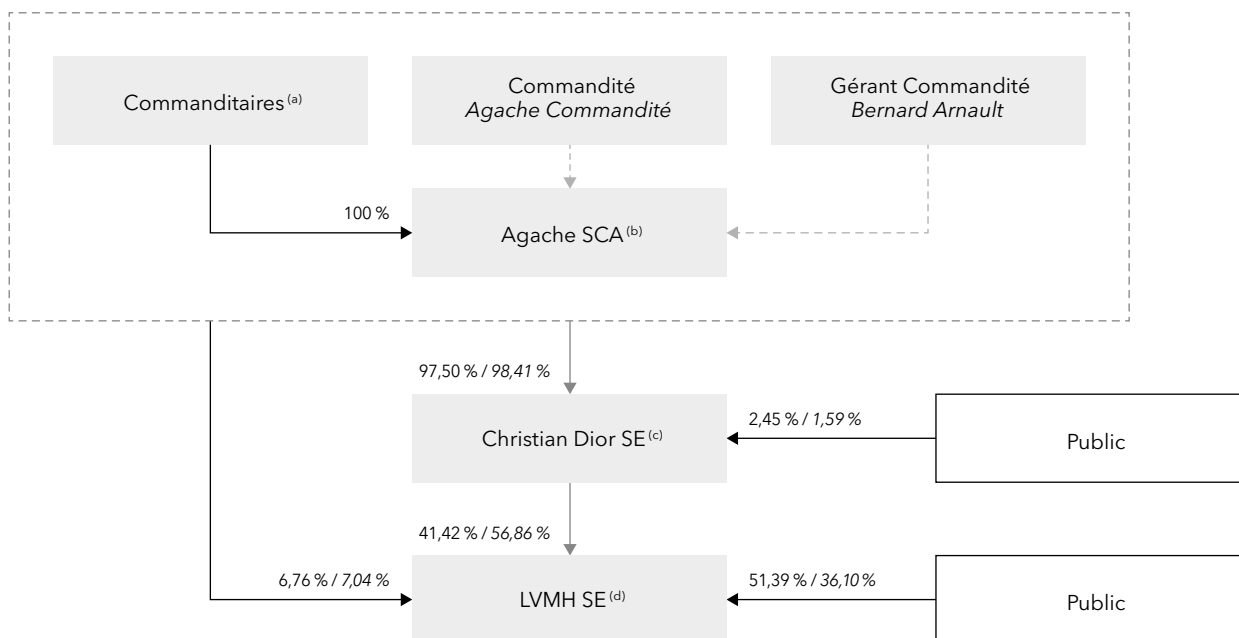 Commanditaires (a)
Commandité
Agache Commandité
Gérant Commandité
Bernard Arnault
100 %
Agache SCA (b)
97,50 % / 98,41 %
Christian Dior SE (c)
2,45 % / 1,59 %
Public
41,42 % / 56,86 %
6,76 % / 7,04 %
LVMH SE (d)
51,39 % / 36,10 %
Public